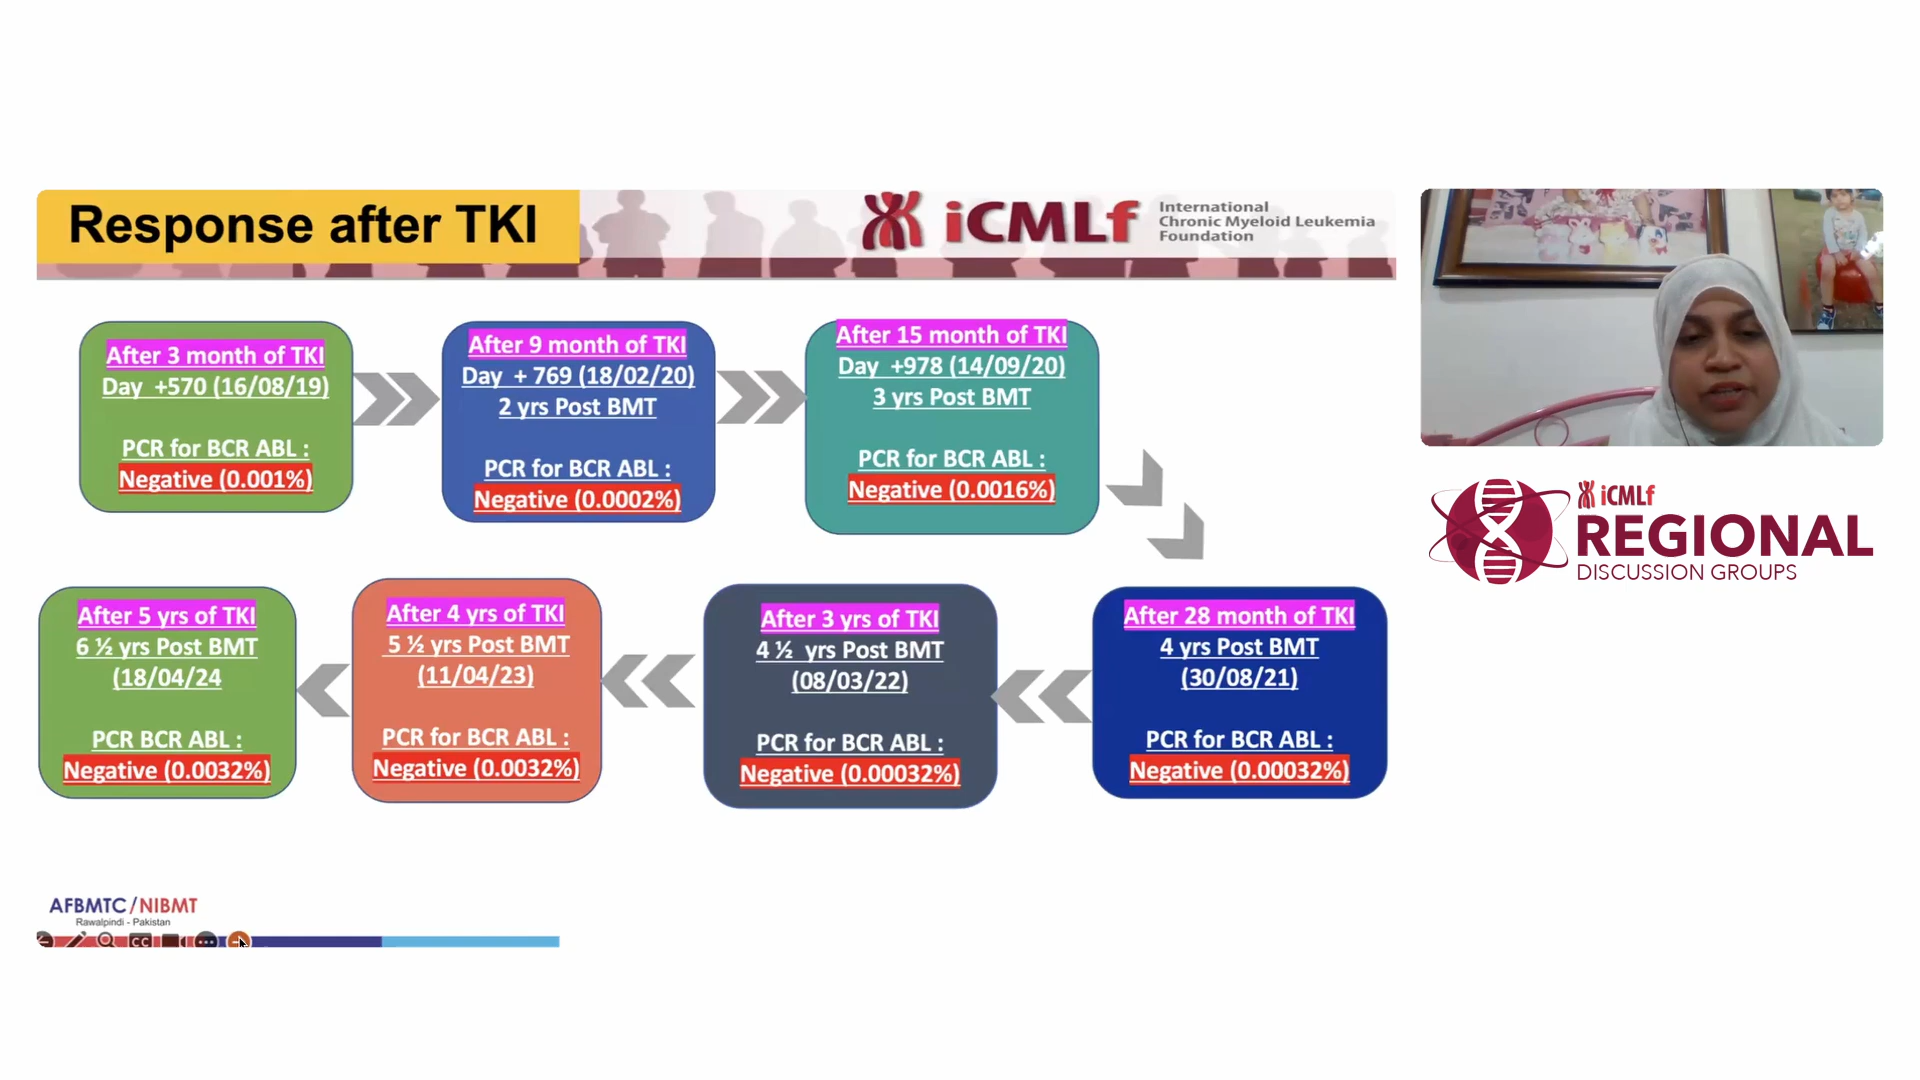 Response after TKI
iCMLf
International
Chronic Myeloid Leukemia
Foundation
After 3 month of TKI
Day +570 (16/08/19)
PCR for BCR ABL :
Negative (0.001%)
After 9 month of TKI
Day + 769 (18/02/20)
2 yrs Post BMT
PCR for BCR ABL :
Negative (0.0002%)
After 15 month of TKI
Day +978 (14/09/20)
3 yrs Post BMT
PCR for BCR ABL :
Negative (0.0016%)
After 28 month of TKI
4 yrs Post BMT
(30/08/21)
PCR for BCR ABL :
Negative (0.00032%)
After 3 yrs of TKI
4 ½ yrs Post BMT
(08/03/22)
PCR for BCR ABL :
Negative (0.00032%)
After 4 yrs of TKI
5 ½ yrs Post BMT
(11/04/23)
PCR for BCR ABL :
Negative (0.0032%)
After 5 yrs of TKI
6 ½ yrs Post BMT
(18/04/24
PCR BCR ABL :
Negative (0.0032%)
AFBMTC/NIBMT
Rawalpindi - Pakistan
CC
iCMLf
REGIONAL
DISCUSSION GROUPS